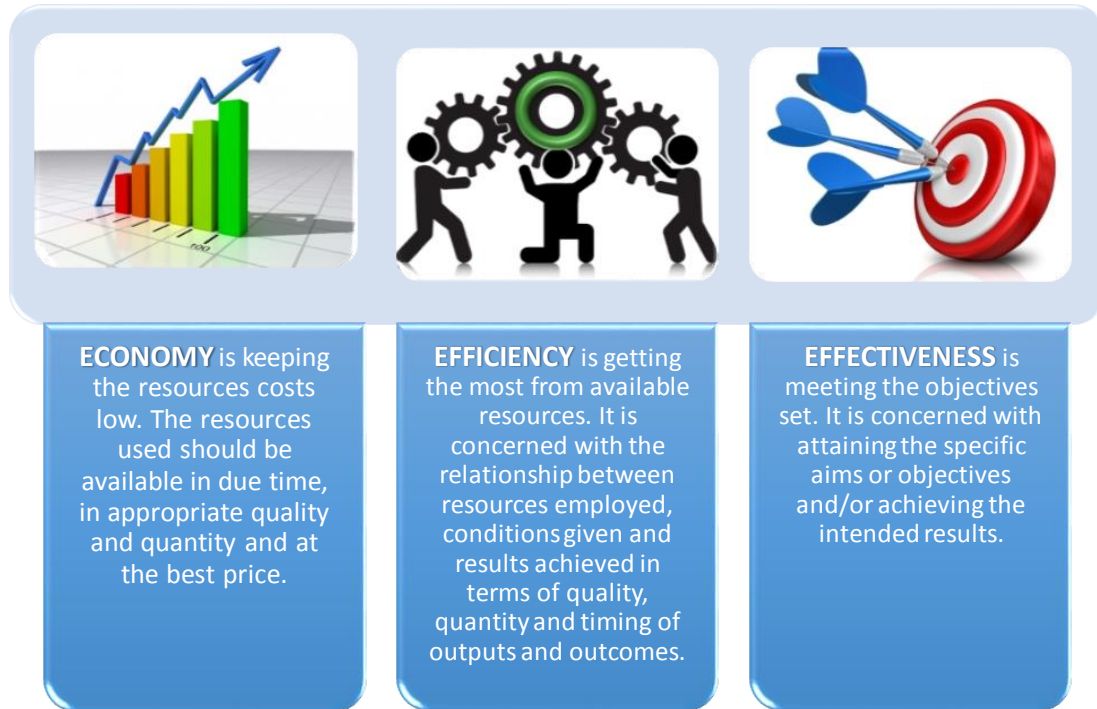 100
ECONOMY is keeping
the resources costs
low. The resources
used should be
available in due time,
in appropriate quality
and quantity and at
the best price.
EFFICIENCY is getting
the most from available
resources. It is
concerned with the
relationship between
resources employed,
conditions given and
results achieved in
terms of quality,
quantity and timing of
outputs and outcomes.
EFFECTIVENESS is
meeting the objectives
set. It is concerned with
attaining the specific
aims or objectives
and/or achieving the
intended results.